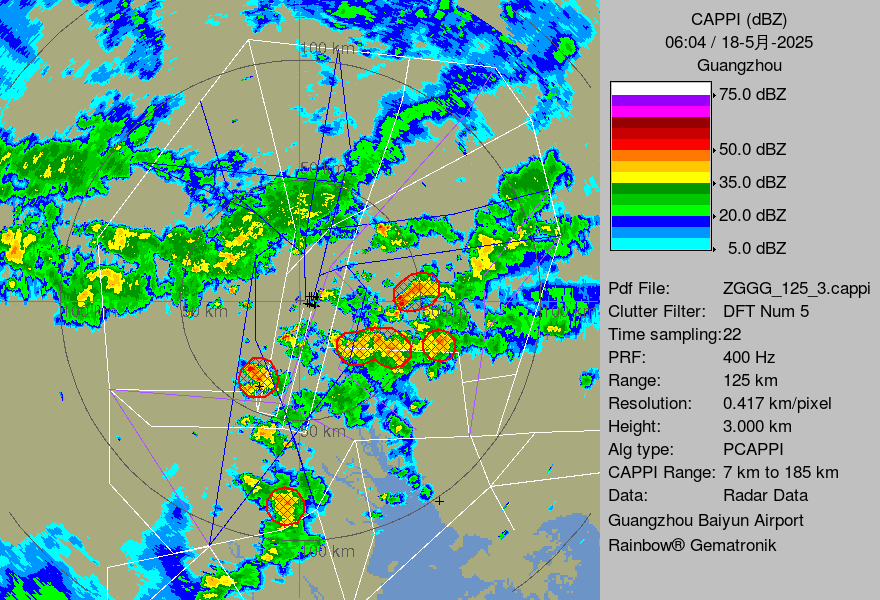 CAPPI (dBZ)
06:04 / 18-5月-2025
Guangzhou
75.0 dBZ
50.0 dBZ
35.0 dBZ
20.0 dBZ
5.0 dBZ
Pdf File: ZGGG_125_3.cappi
Clutter Filter: DFT Num 5
Time sampling:22
PRF: 400 Hz
Range: 125 km
Resolution: 0.417 km/pixel
Height: 3.000 km
Alg type: PCAPPI
CAPPI Range: 7 km to 185 km
Data: Radar Data
Guangzhou Baiyun Airport
Rainbow® Gematronik
100 km
50 km
100 km
50 km
50 km
100 km
50 km
100 km